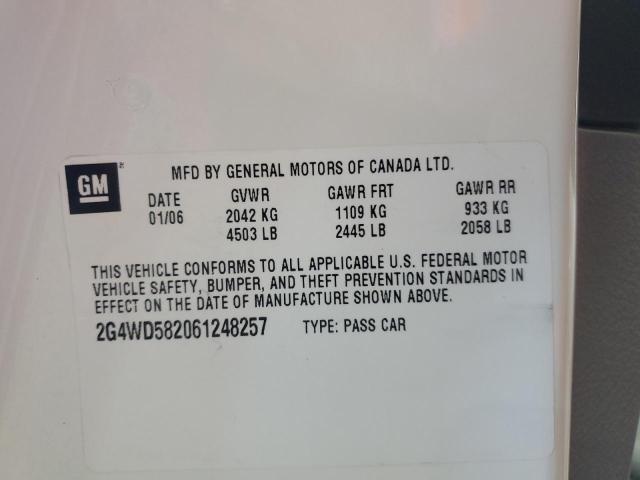 GM
MFD BY GENERAL MOTORS OF CANADA LTD.
DATE GVWR GAWR FRT GAWR RR
01/06 2042 KG 1109 KG 933 KG
4503 LB 2445 LB 2058 LB
THIS VEHICLE CONFORMS TO ALL APPLICABLE U.S. FEDERAL MOTOR
VEHICLE SAFETY, BUMPER, AND THEFT PREVENTION STANDARDS IN
EFFECT ON THE DATE OF MANUFACTURE SHOWN ABOVE.
2G4WD582061248257 TYPE: PASS CAR